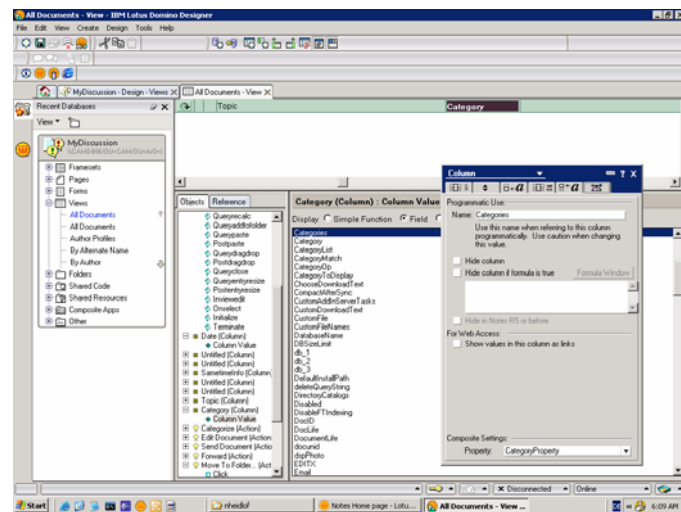 All Documents - View - IBM Lotus Domino Designer
File Edit View Create Design Tools Help
MyDiscussion - Design - Views
All Documents - View
Recent Databases
View
MyDiscussion
Framesets
Pages
Forms
Views
All Documents
All Documents
Author Profiles
By Alternate Name
By Author
Folders
Shared Code
Shared Resources
Composite Apps
Other
Topic
Category
Objects Reference
Queryrecalc
Queryaddtofolder
Querypaste
Postpaste
Querydragdrop
Postdragdrop
Queryclose
Queryentryresize
Postentryresize
Inviewedit
Onselect
Initialize
Terminate
Date (Column)
Column Value
Untitled (Column)
Untitled (Column)
SametimeInfo (Column)
Untitled (Column)
Untitled (Column)
Topic (Column)
Category (Column)
Column Value
Categorize (Action)
Edit Document (Action
Send Document (Actio
Forward (Action)
Move To Folder... (Act
Click
Category (Column) : Column Value
Display Simple Function Field
Categories
Category
CategoryList
CategoryMatch
CategoryOp
CategoryToDisplay
ChooseDownloadText
CompactAfterSync
CustomAddInServerTasks
CustomDownloadText
CustomFile
CustomFileNames
DatabaseName
DBSizeLimit
db_1
db_2
db_3
DefaultInstallPath
deleteQueryString
DirectoryCatalogs
Disabled
DisableFTIndexing
DocID
DocLife
DocumentLife
docunid
dspPhoto
EDITX
Email
Column
Programmatic Use:
Name: Categories
Use this name when referring to this column
programmatically. Use caution when changing
this value.
Hide column
Hide column if formula is true Formula Window
Hide in Notes R5 or before
For Web Access:
Show values in this column as links
Composite Settings:
Property: CategoryProperty
Disconnected Online
Start nheidlof Notes Home page - Lotu... All Documents - View -... 6:09 AM